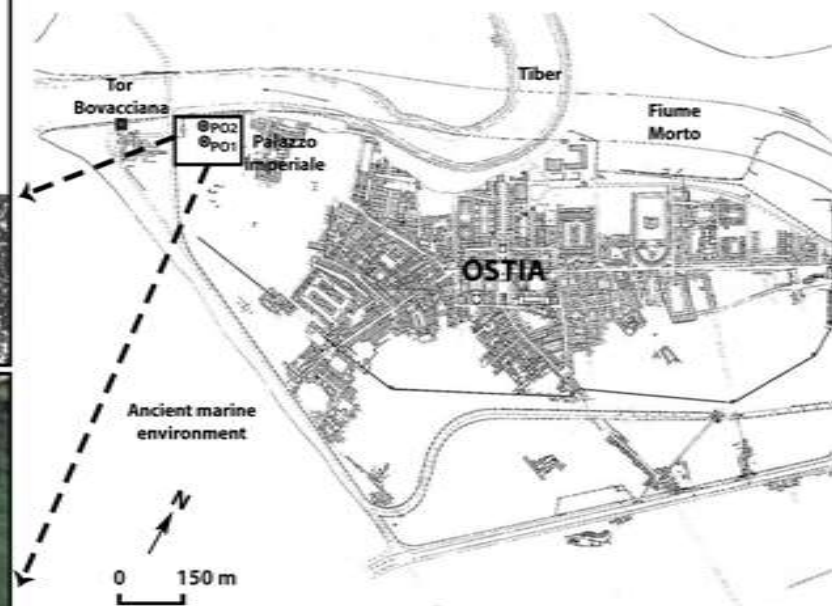 Tiber
Tor
Bovacciana
Fiume
Morto
PO2
PO1
Palazzo
Imperiale
OSTIA
Ancient marine
environment
N
0 150 m